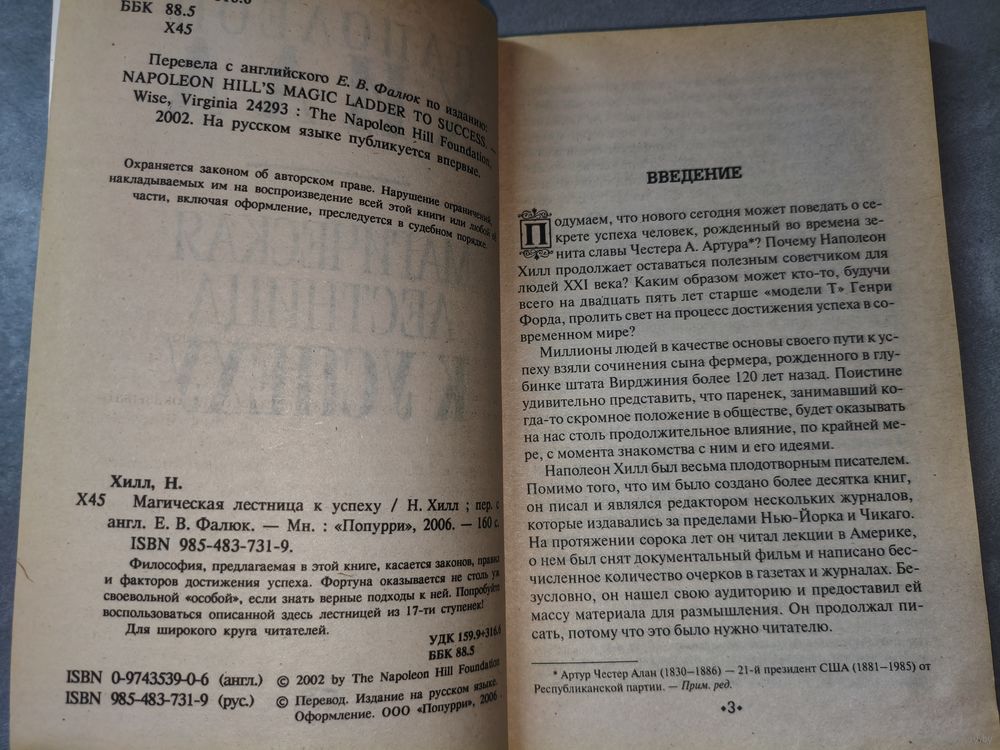 ББК 88.5
Х45
Перевела с английского Е. В. Фалюк по изданию:
NAPOLEON HILL'S MAGIC LADDER TO SUCCESS. —
Wise, Virginia 24293 : The Napoleon Hill Foundation,
2002. На русском языке публикуется впервые.
Охраняется законом об авторском праве. Нарушение ограничений,
накладываемых им на воспроизведение всей этой книги или любой её
части, включая оформление, преследуется в судебном порядке.
Хилл, Н.
Х45 Магическая лестница к успеху / Н. Хилл ; пер. с
англ. Е. В. Фалюк. — Мн. : «Попурри», 2006. — 160 с.
ISBN 985-483-731-9.
Философия, предлагаемая в этой книге, касается законов, правил
и факторов достижения успеха. Фортуна оказывается не столь уж
своевольной «особой», если знать верные подходы к ней. Попробуйте
воспользоваться описанной здесь лестницей из 17-ти ступенек!
Для широкого круга читателей.
УДК 159.9+316.6
ББК 88.5
ISBN 0-9743539-0-6 (англ.) © 2002 by The Napoleon Hill Foundation
ISBN 985-483-731-9 (рус.) © Перевод. Издание на русском языке.
Оформление. ООО «Попурри», 2006
ВВЕДЕНИЕ
Подумаем, что нового сегодня может поведать о се-
крете успеха человек, рожденный во времена зе-
нита славы Честера А. Артура*? Почему Наполеон
Хилл продолжает оставаться полезным советчиком для
людей XXI века? Каким образом может кто-то, будучи
всего на двадцать пять лет старше «модели Т» Генри
Форда, пролить свет на процесс достижения успеха в со-
временном мире?
Миллионы людей в качестве основы своего пути к ус-
пеху взяли сочинения сына фермера, рожденного в глу-
бинке штата Вирджиния более 120 лет назад. Поистине
удивительно представить, что паренек, занимавший ко-
гда-то скромное положение в обществе, будет оказывать
на нас столь продолжительное влияние, по крайней ме-
ре, с момента знакомства с ним и его идеями.
Наполеон Хилл был весьма плодотворным писателем.
Помимо того, что им было создано более десятка книг,
он писал и являлся редактором нескольких журналов,
которые издавались за пределами Нью-Йорка и Чикаго.
На протяжении сорока лет он читал лекции в Америке,
о нем был снят документальный фильм и написано бес-
численное количество очерков в газетах и журналах. Бе-
зусловно, он нашел свою аудиторию и предоставил ей
массу материала для размышления. Он продолжал пи-
сать, потому что это было нужно читателю.
* Артур Честер Алан (1830–1886) — 21-й президент США (1881–1985) от
Республиканской партии. — Прим. ред.
3